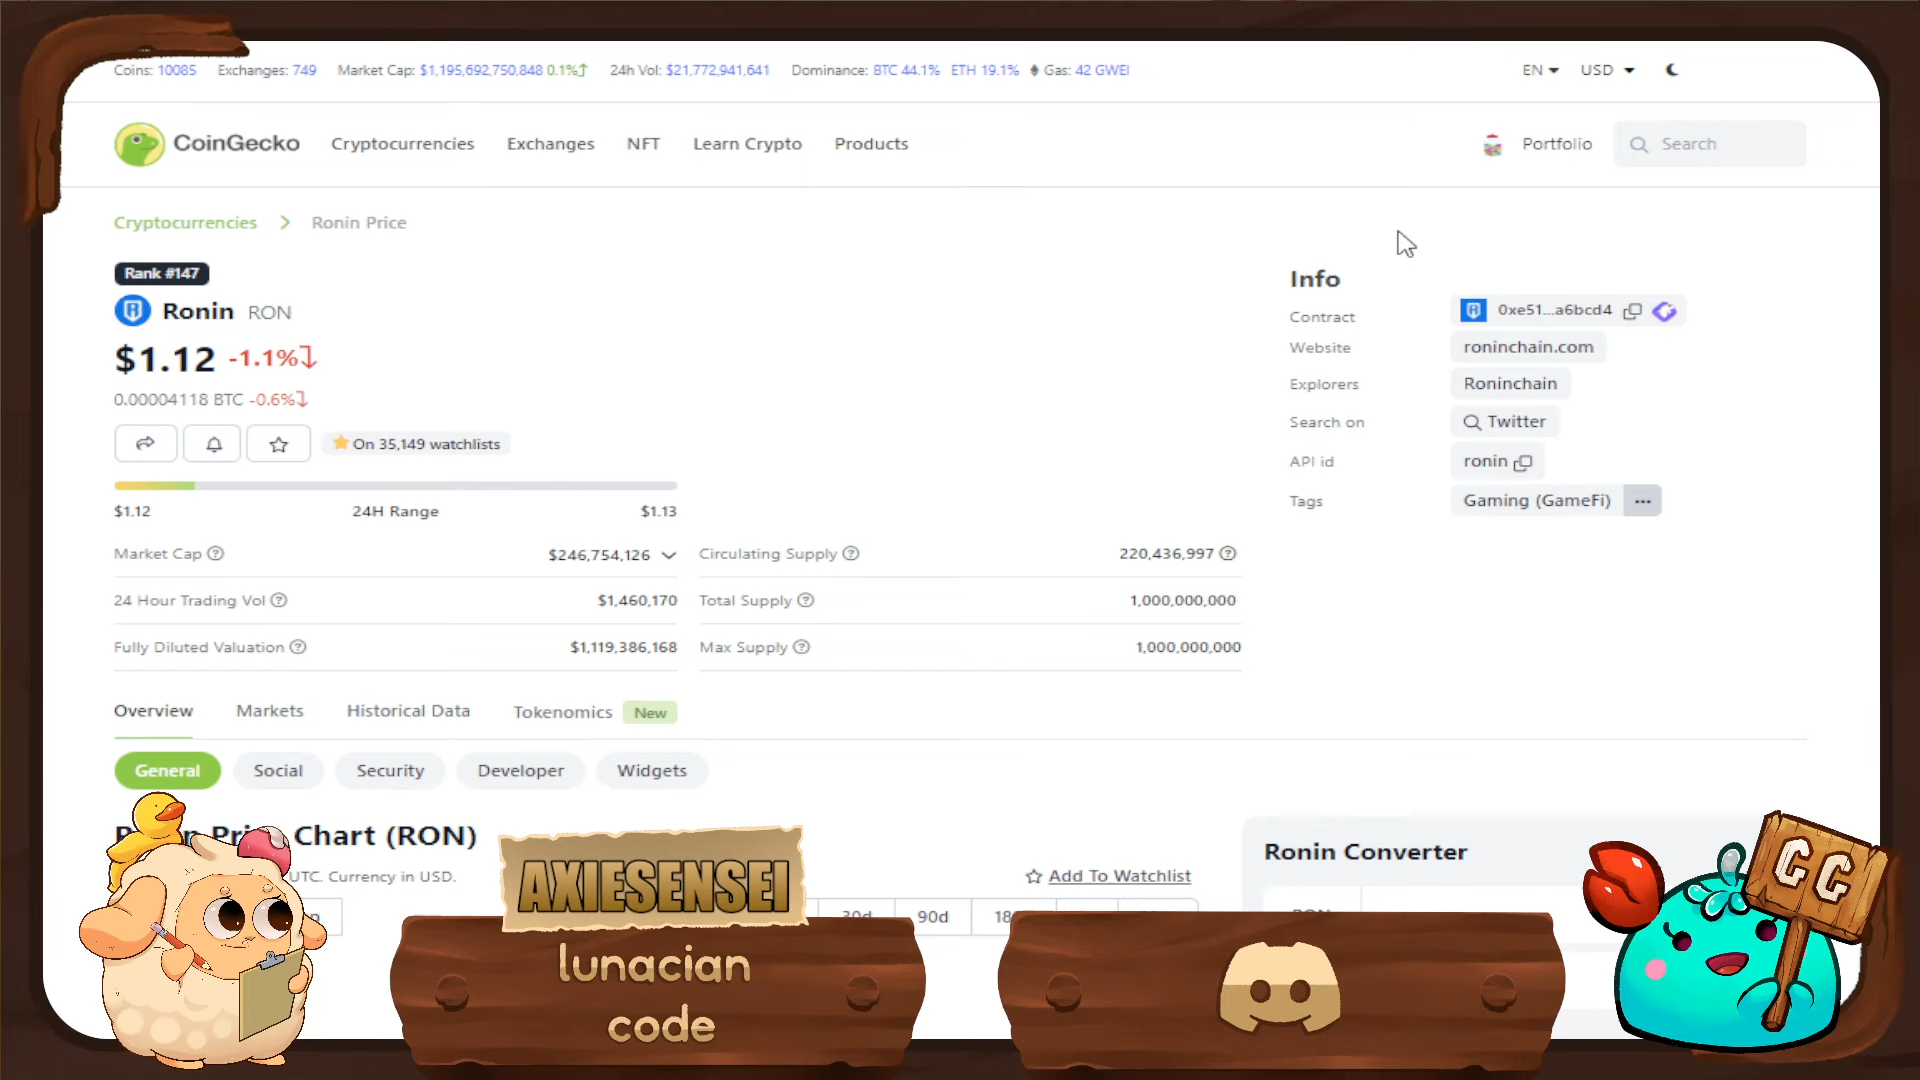 Coins: 10085 Exchanges: 749 Market Cap: $1,195,692,750,848 0.1% 24h Vol: $21,772,941,641 Dominance: BTC 44.1% ETH 19.1% Gas: 42 GWEI EN USD
CoinGecko Cryptocurrencies Exchanges NFT Learn Crypto Products Portfolio Search
Cryptocurrencies Ronin Price
Rank #147
Ronin RON
$1.12 -1.1%
0.00004118 BTC -0.6%
On 35,149 watchlists
$1.12 24H Range $1.13
Market Cap $246,754,126
24 Hour Trading Vol $1,460,170
Fully Diluted Valuation $1,119,386,168
Circulating Supply 220,436,997
Total Supply 1,000,000,000
Max Supply 1,000,000,000
Info
Contract 0xe51...a6bcd4
Website roninchain.com
Explorers Roninchain
Search on Twitter
API id ronin
Tags Gaming (GameFi) ...
Overview Markets Historical Data Tokenomics New
General Social Security Developer Widgets
Chart (RON)
UTC. Currency in USD.
Add To Watchlist
30d 90d
Ronin Converter
RON
AXIESENSEI
lunacian
code
CC